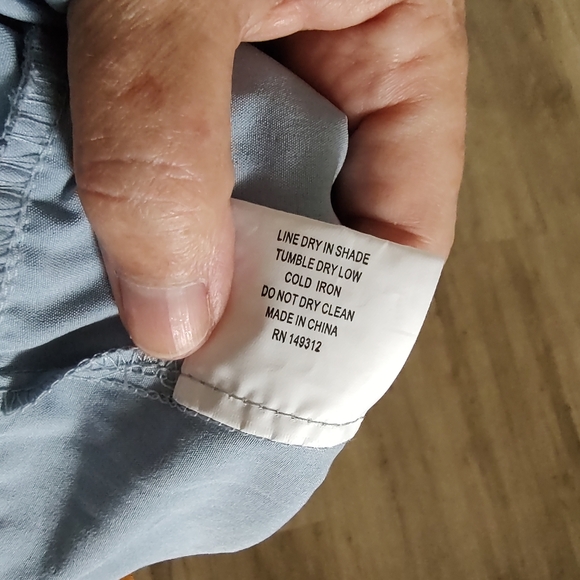 LINE DRY IN SHADE
TUMBLE DRY LOW
COLD IRON
DO NOT DRY CLEAN
MADE IN CHINA
RN 149312